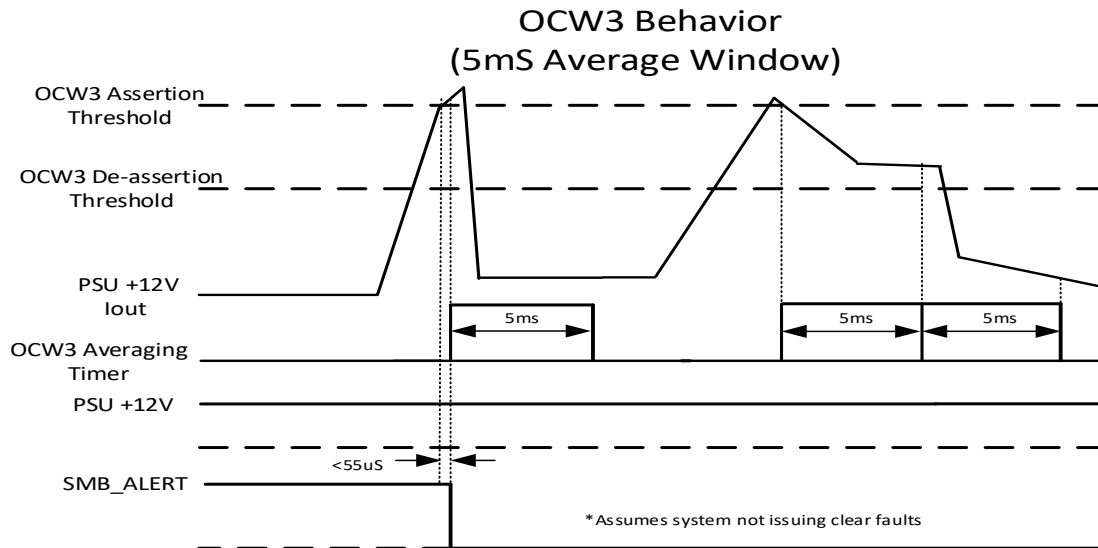 OCW3 Behavior
(5mS Average Window)
OCW3 Assertion
Threshold
OCW3 De-assertion
Threshold
PSU +12V
Iout
5ms
5ms
5ms
OCW3 Averaging
Timer
PSU +12V
<55uS
SMB_ALERT
*Assumes system not issuing clear faults